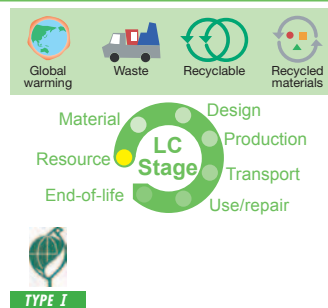 Global
warming
Waste
Recyclable
Recycled
materials
Material
Design
Resource
LC
Stage
Production
Transport
End-of-life
Use/repair
TYPE I